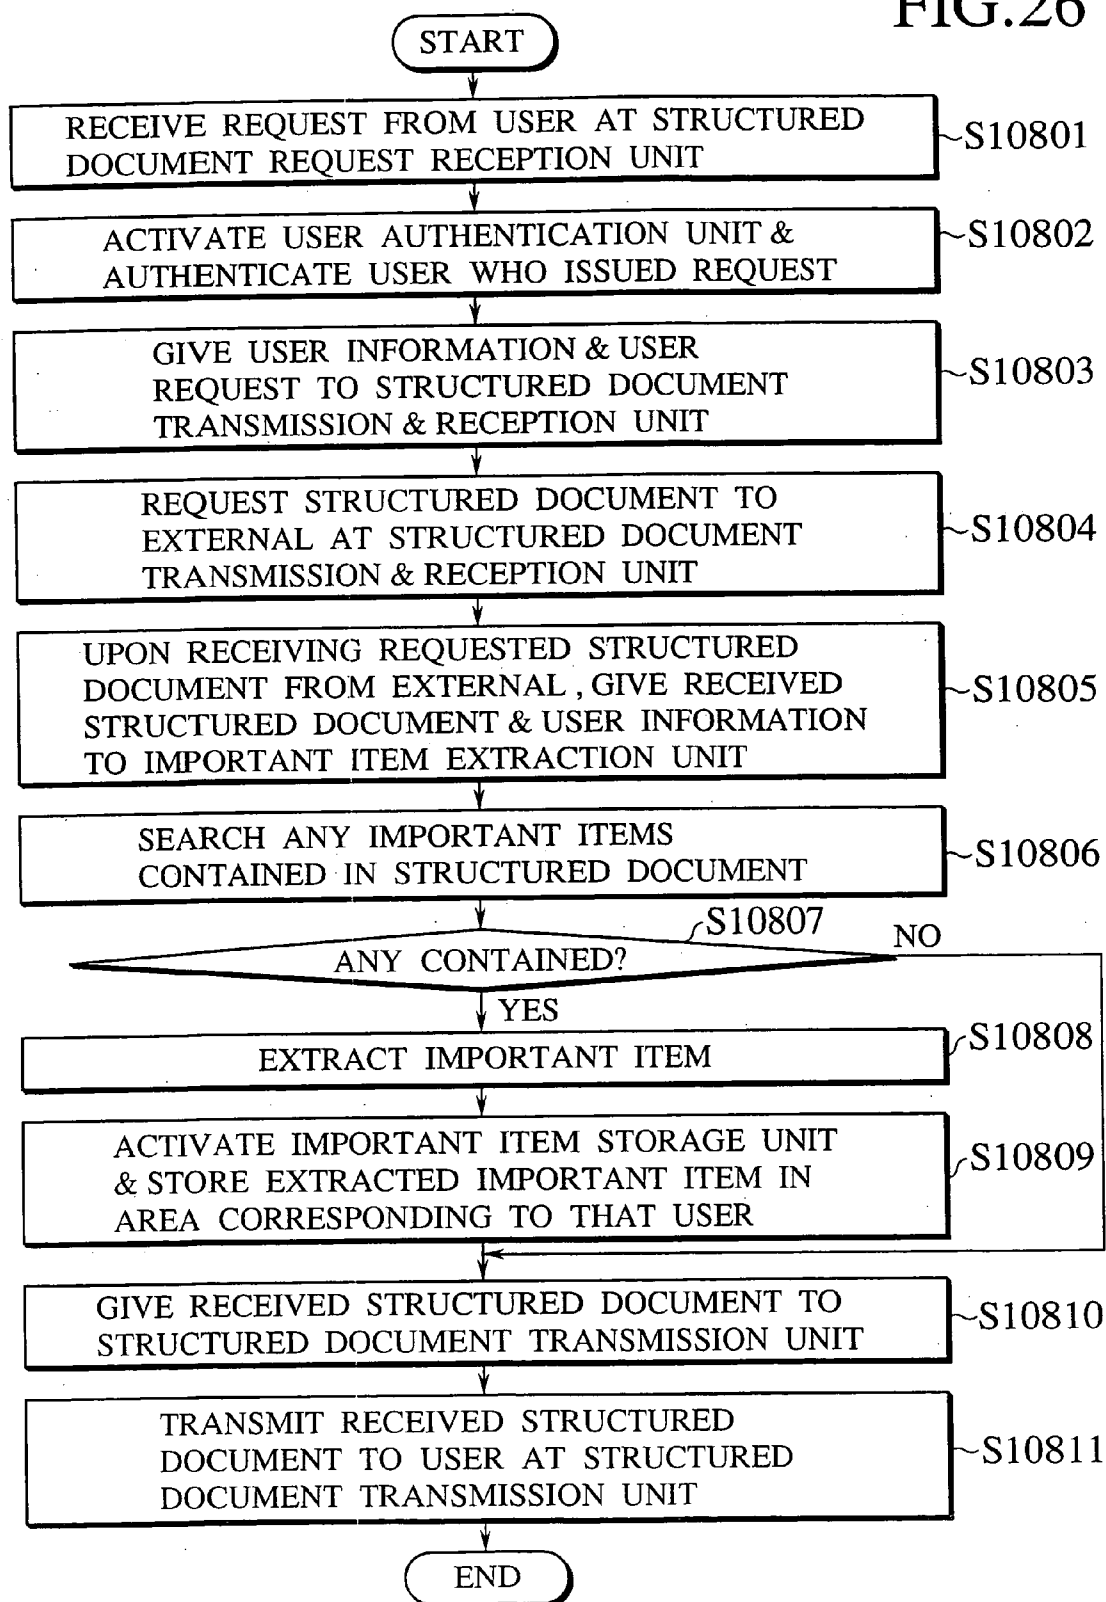 FIG.26
START
RECEIVE REQUEST FROM USER AT STRUCTURED
DOCUMENT REQUEST RECEPTION UNIT
S10801
ACTIVATE USER AUTHENTICATION UNIT &
AUTHENTICATE USER WHO ISSUED REQUEST
S10802
GIVE USER INFORMATION & USER
REQUEST TO STRUCTURED DOCUMENT
TRANSMISSION & RECEPTION UNIT
S10803
REQUEST STRUCTURED DOCUMENT TO
EXTERNAL AT STRUCTURED DOCUMENT
TRANSMISSION & RECEPTION UNIT
S10804
UPON RECEIVING REQUESTED STRUCTURED
DOCUMENT FROM EXTERNAL , GIVE RECEIVED
STRUCTURED DOCUMENT & USER INFORMATION
TO IMPORTANT ITEM EXTRACTION UNIT
S10805
SEARCH ANY IMPORTANT ITEMS
CONTAINED IN STRUCTURED DOCUMENT
S10806
S10807
ANY CONTAINED?
NO
YES
EXTRACT IMPORTANT ITEM
S10808
ACTIVATE IMPORTANT ITEM STORAGE UNIT
& STORE EXTRACTED IMPORTANT ITEM IN
AREA CORRESPONDING TO THAT USER
S10809
GIVE RECEIVED STRUCTURED DOCUMENT TO
STRUCTURED DOCUMENT TRANSMISSION UNIT
S10810
TRANSMIT RECEIVED STRUCTURED
DOCUMENT TO USER AT STRUCTURED
DOCUMENT TRANSMISSION UNIT
S10811
END